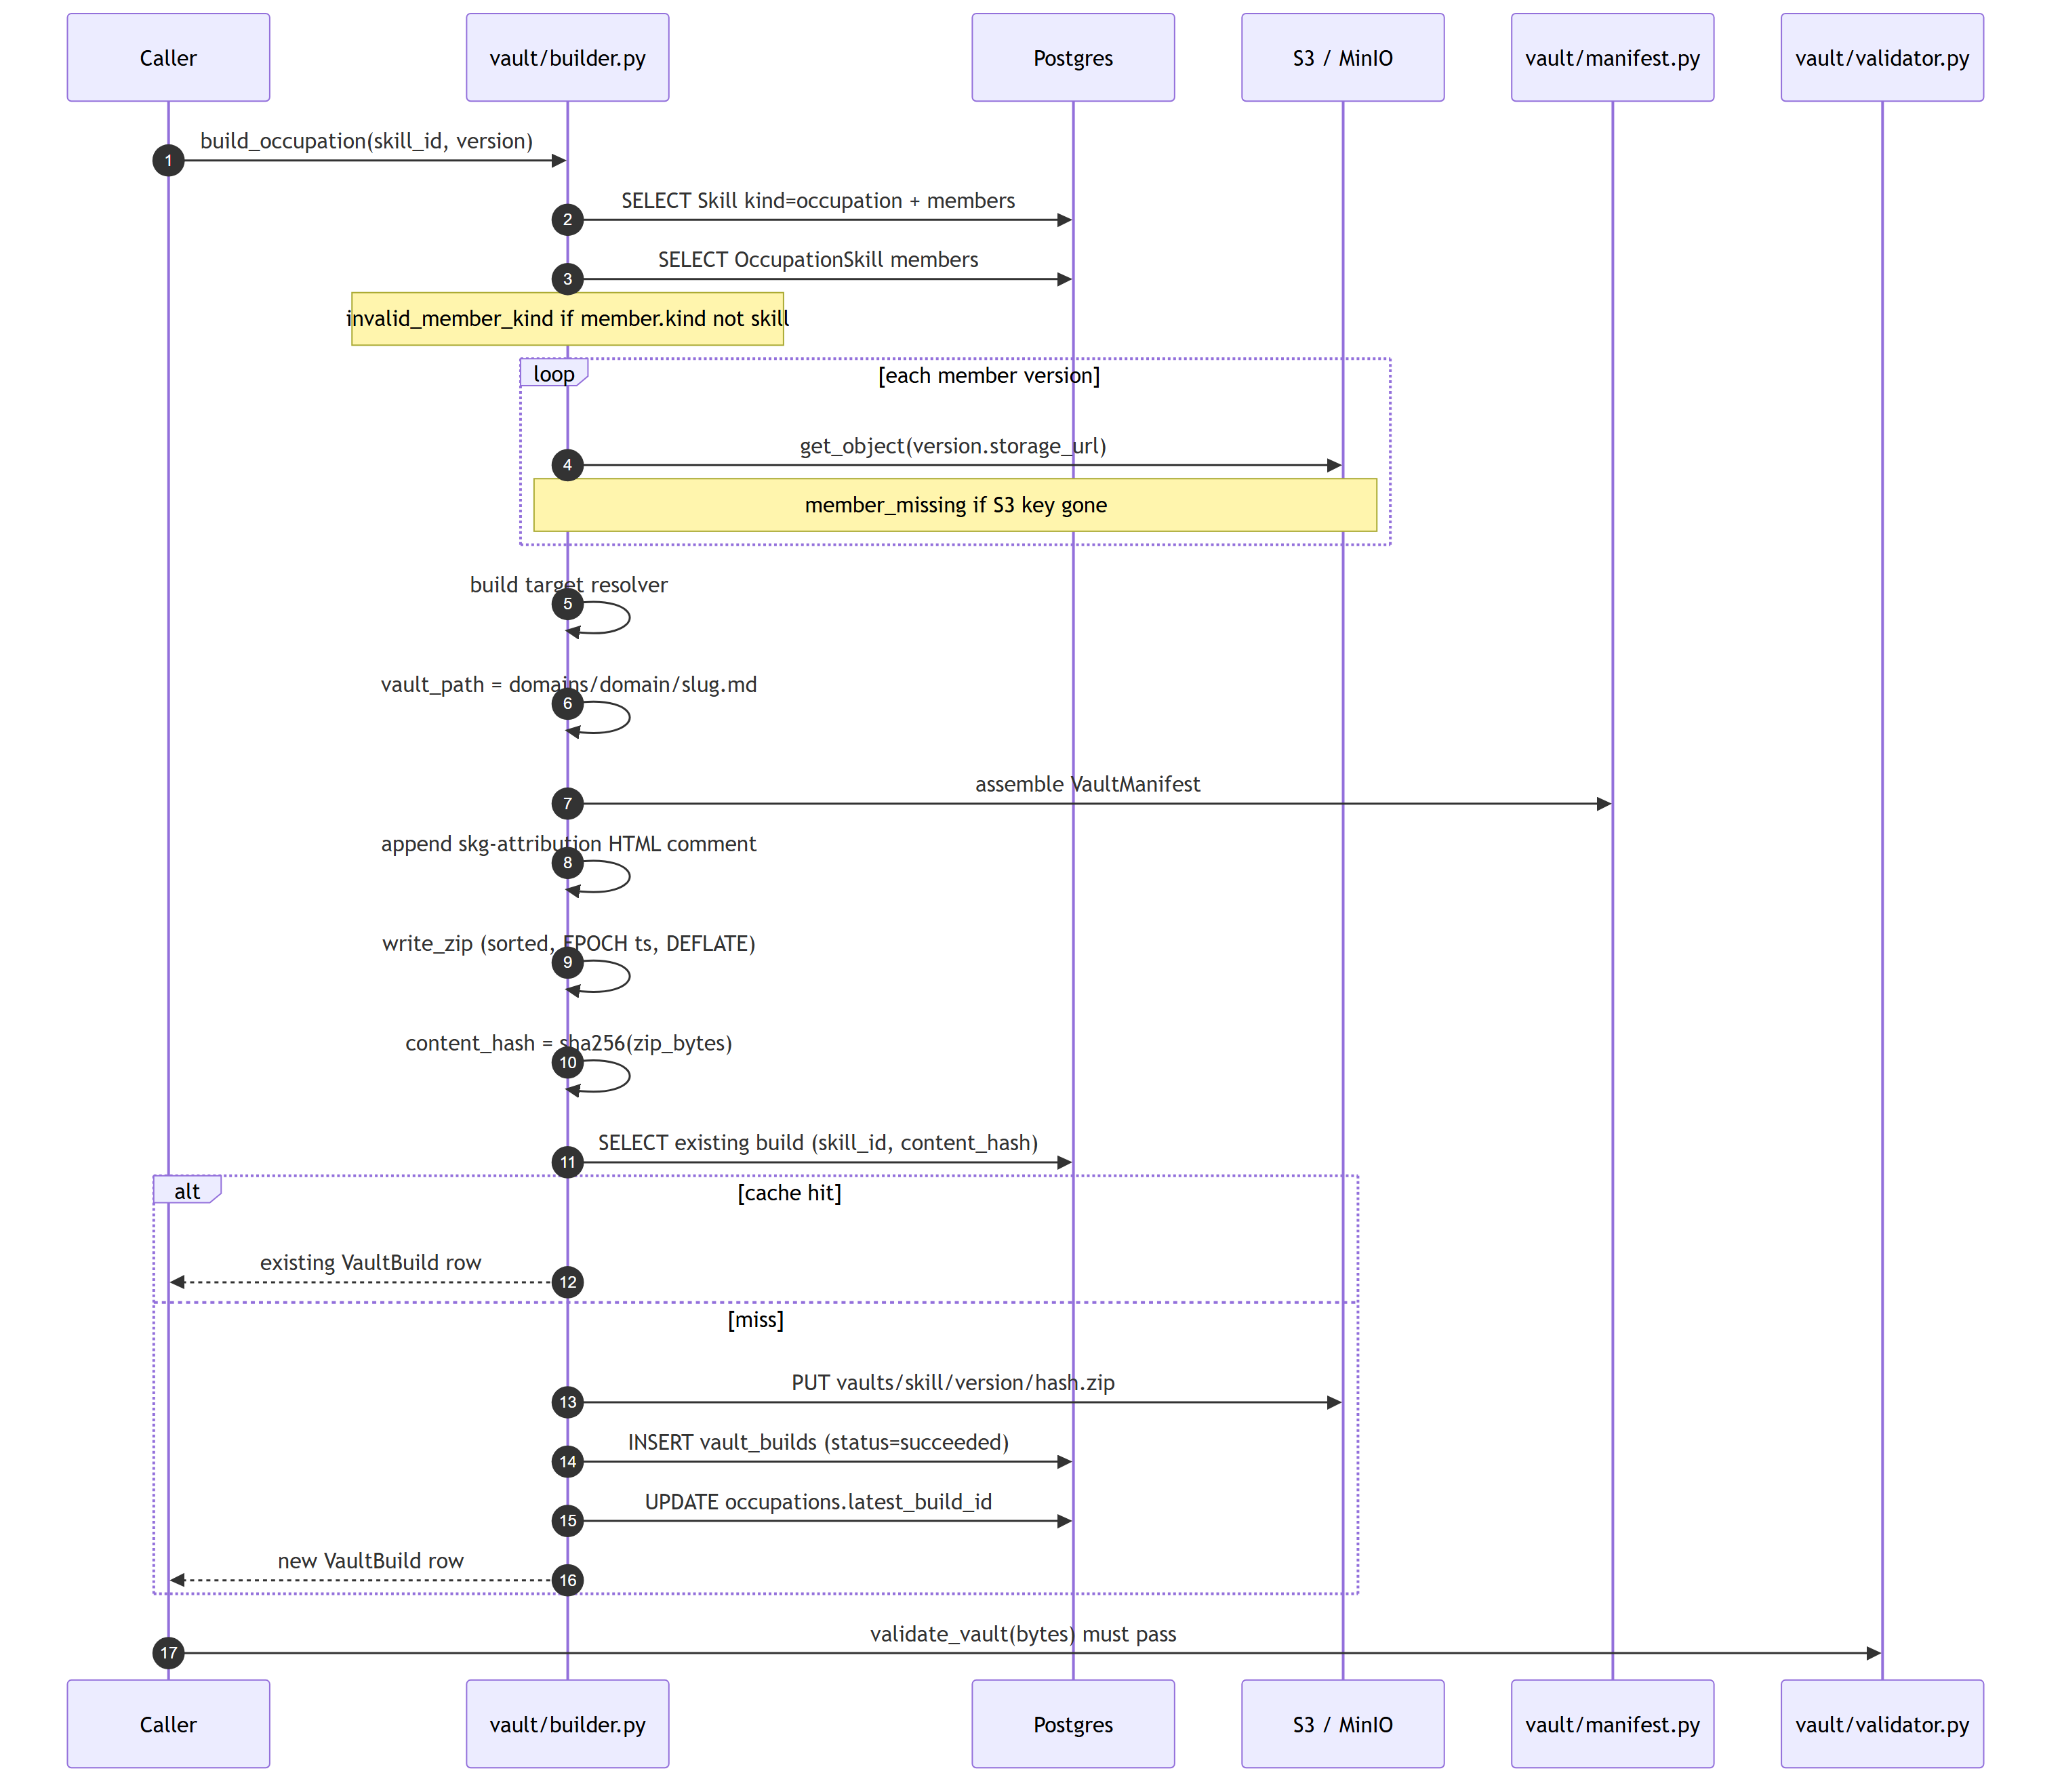 Caller
vault/builder.py
Postgres
S3 / MinIO
vault/manifest.py
vault/validator.py
build_occupation(skill_id, version)
1
SELECT Skill kind=occupation + members
2
SELECT OccupationSkill members
3
invalid_member_kind if member.kind not skill
loop
[each member version]
get_object(version.storage_url)
4
member_missing if S3 key gone
build target resolver
5
vault_path = domains/domain/slug.md
6
assemble VaultManifest
7
append skg-attribution HTML comment
8
write_zip (sorted, EPOCH ts, DEFLATE)
9
content_hash = sha256(zip_bytes)
10
SELECT existing build (skill_id, content_hash)
11
alt
[cache hit]
existing VaultBuild row
12
[miss]
PUT vaults/skill/version/hash.zip
13
INSERT vault_builds (status=succeeded)
14
UPDATE occupations.latest_build_id
15
new VaultBuild row
16
validate_vault(bytes) must pass
17
Caller
vault/builder.py
Postgres
S3 / MinIO
vault/manifest.py
vault/validator.py